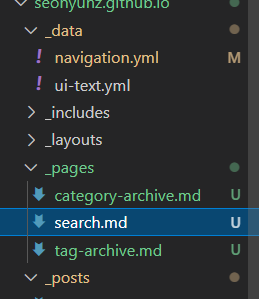 seohyunz.github.io
_data
navigation.yml M
ui-text.yml
_includes
_layouts
_pages
category-archive.md U
search.md U
tag-archive.md U
_posts